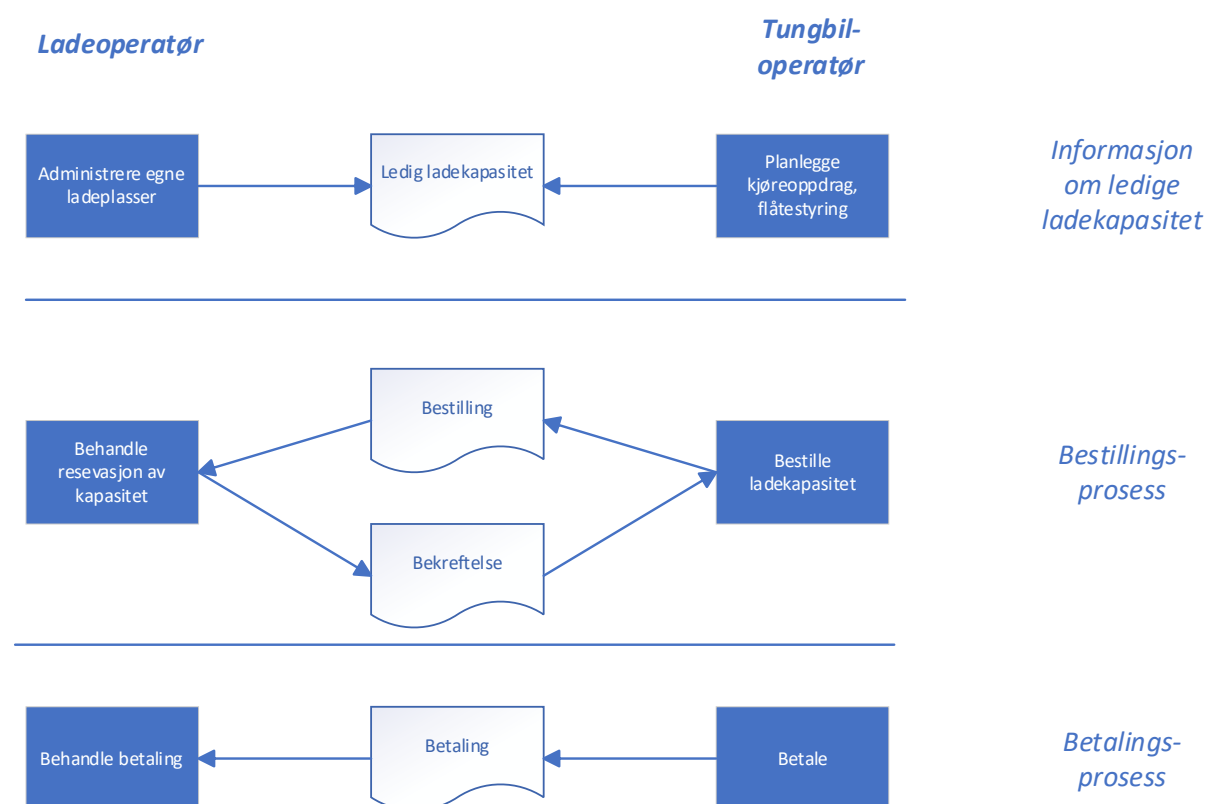 Ladeoperatør
Tungbil-
operatør
Administrere egne
ladeplasser
Ledig ladekapasitet
Planlegge
kjøreoppdrag,
flåtestyring
Informasjon
om ledige
ladekapasitet
Behandle
resevasjon av
kapasitet
Bestilling
Bekreftelse
Bestille
ladekapasitet
Bestillings-
prosess
Behandle betaling
Betaling
Betale
Betalings-
prosess